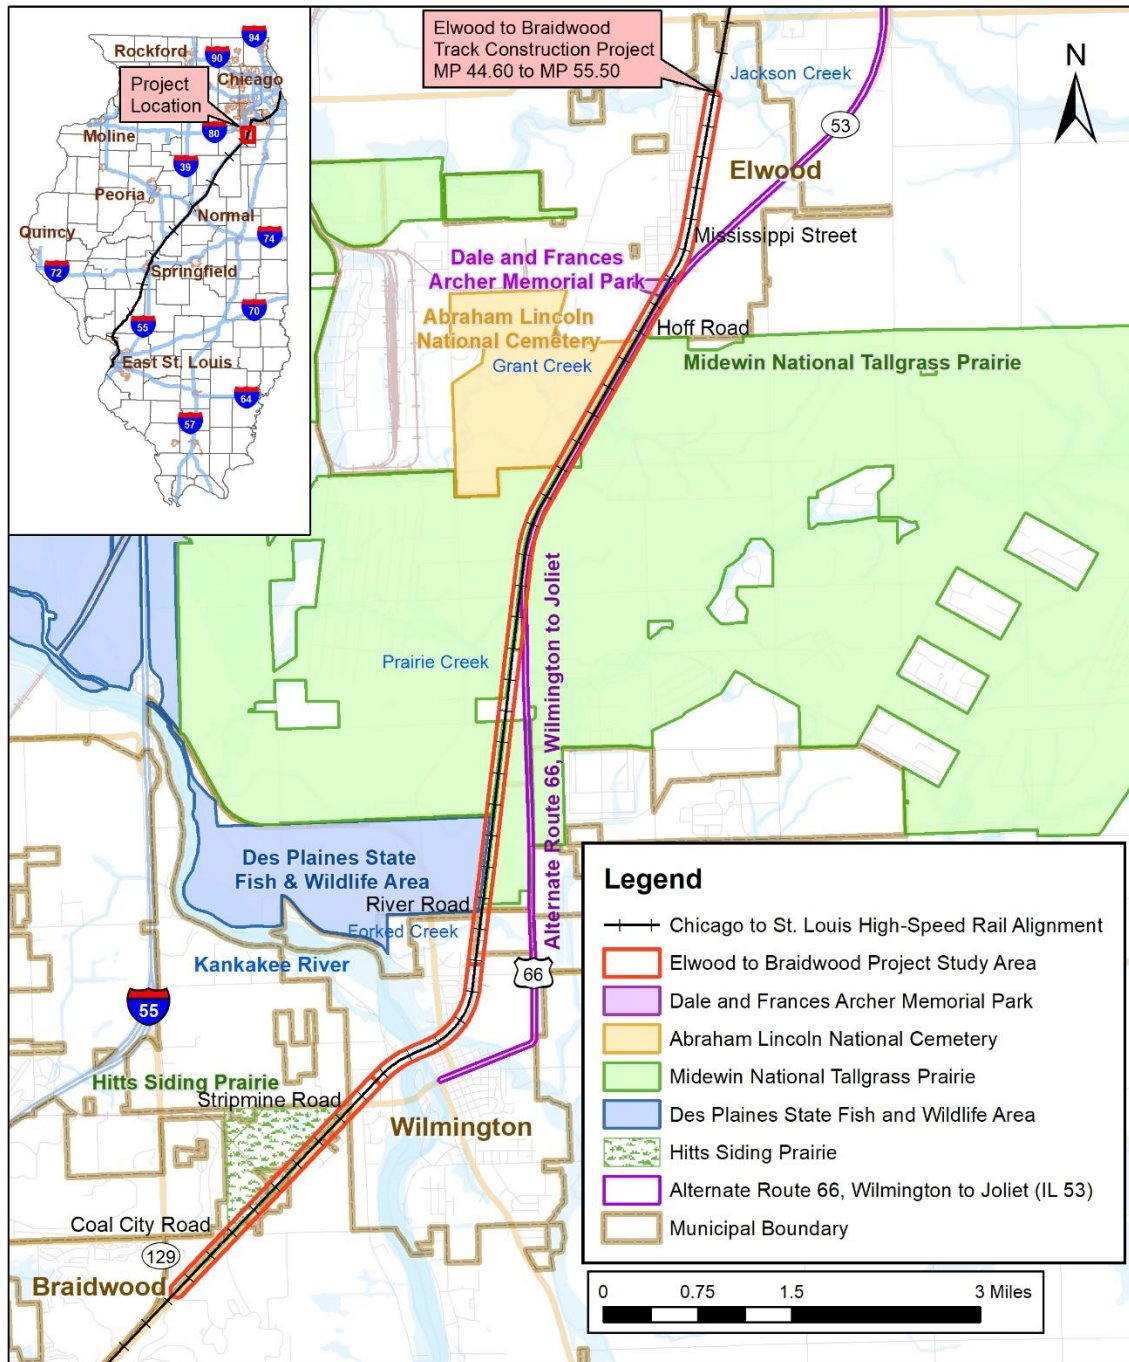 94
Rockford
90
Chicago
Project
Location
Moline
80
39
Peoria
Normal
Quincy
74
72
Springfield
70
55
East St. Louis
64
57
Elwood to Braidwood
Track Construction Project
MP 44.60 to MP 55.50
Jackson Creek
N
53
Elwood
Mississippi Street
Dale and Frances
Archer Memorial Park
Abraham Lincoln
National Cemetery
Hoff Road
Grant Creek
Midewin National Tallgrass Prairie
Alternate Route 66, Wilmington to Joliet
Prairie Creek
Des Plaines State
Fish & Wildlife Area
River Road
Forked Creek
Kankakee River
66
55
Hitts Siding Prairie
Stripmine Road
Wilmington
Coal City Road
129
Braidwood
Legend
Chicago to St. Louis High-Speed Rail Alignment
Elwood to Braidwood Project Study Area
Dale and Frances Archer Memorial Park
Abraham Lincoln National Cemetery
Midewin National Tallgrass Prairie
Des Plaines State Fish and Wildlife Area
Hitts Siding Prairie
Alternate Route 66, Wilmington to Joliet (IL 53)
Municipal Boundary
0 0.75 1.5 3 Miles